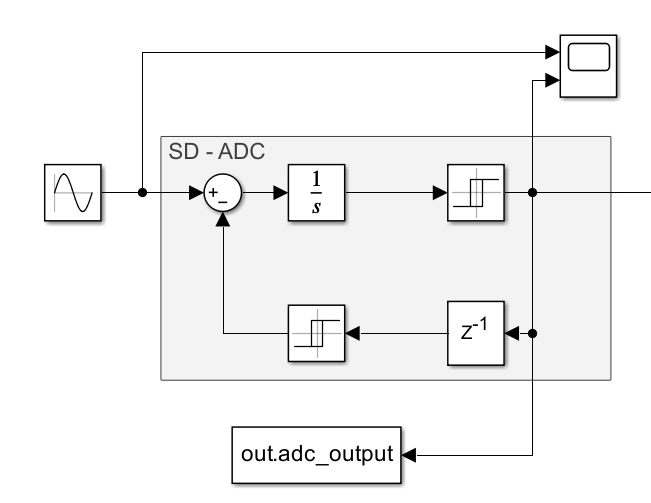 SD - ADC
+
−
1
s
z⁻¹
out.adc_output